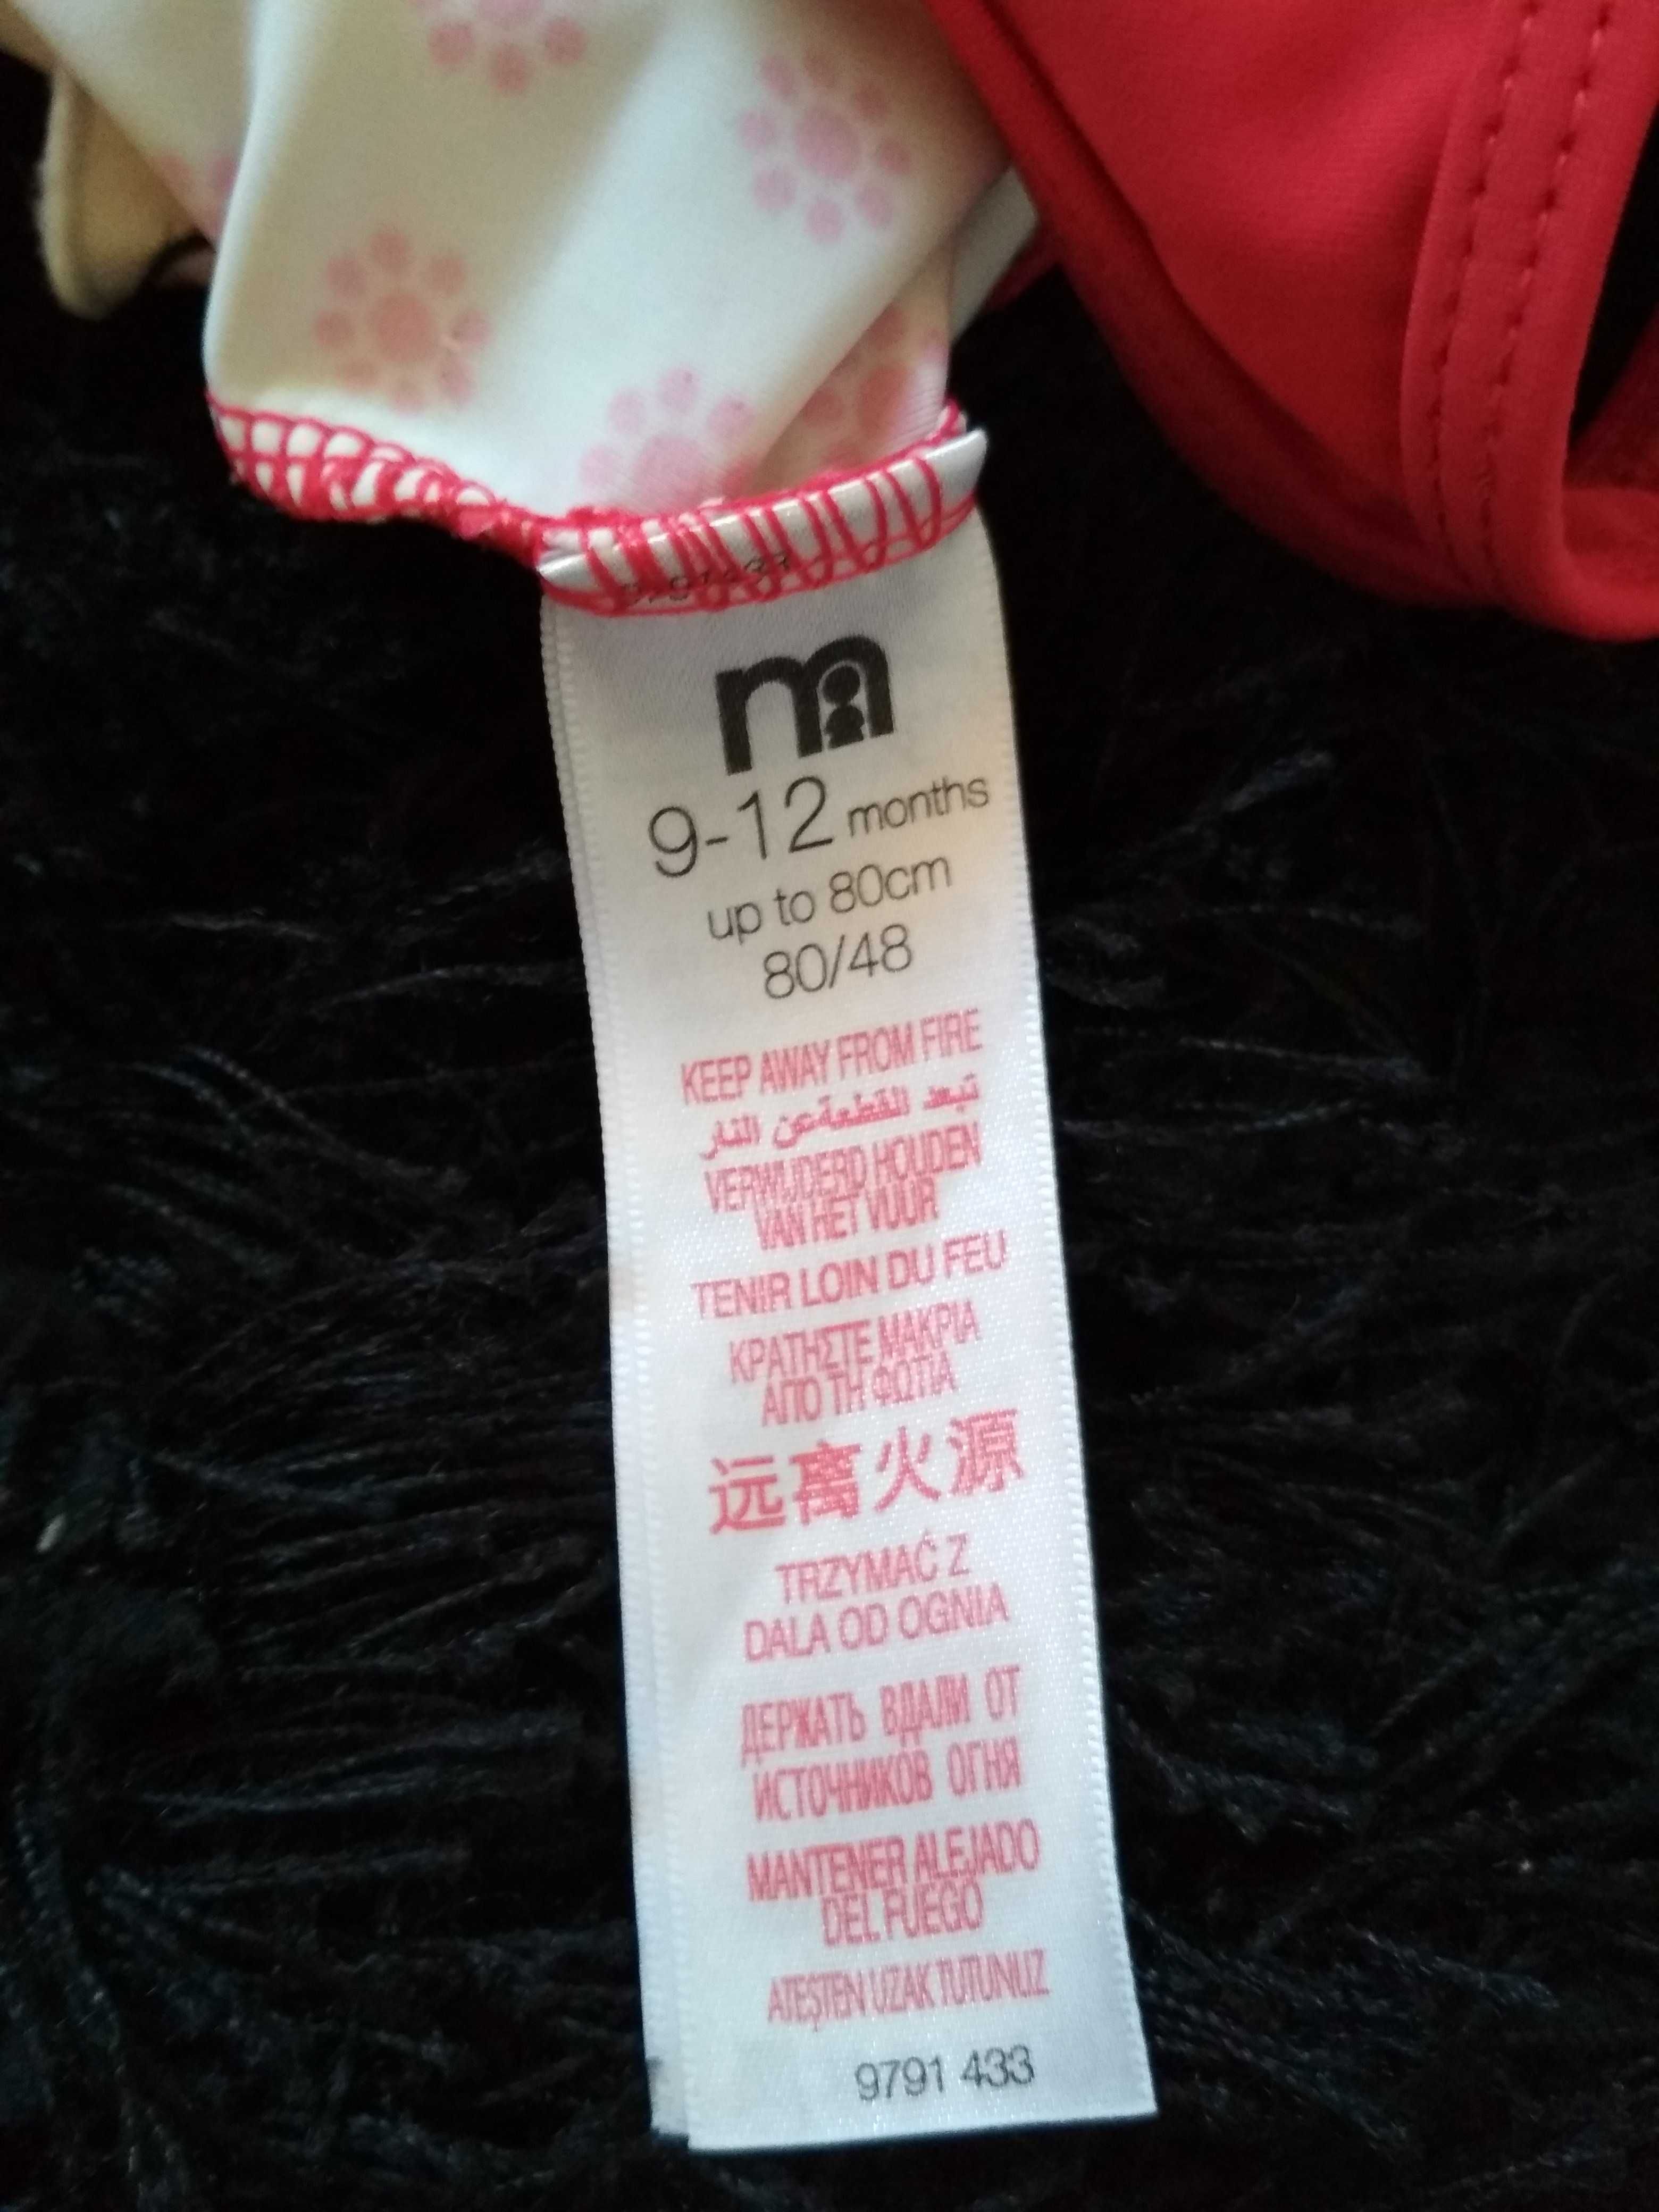 m
9-12 months
up to 80cm
80/48
KEEP AWAY FROM FIRE
تبعد القطعة عن النار
VERWIJDERD HOUDEN
VAN HET VUUR
TENIR LOIN DU FEU
ΚΡΑΤΗΣΤΕ ΜΑΚΡΙΑ
ΑΠΟ ΤΗ ΦΩΤΙΑ
远离火源
TRZYMAĆ Z
DALA OD OGNIA
ДЕРЖАТЬ ВДАЛИ ОТ
ИСТОЧНИКОВ ОГНЯ
MANTENER ALEJADO
DEL FUEGO
ATEŞTEN UZAK TUTUNUZ
9791 433